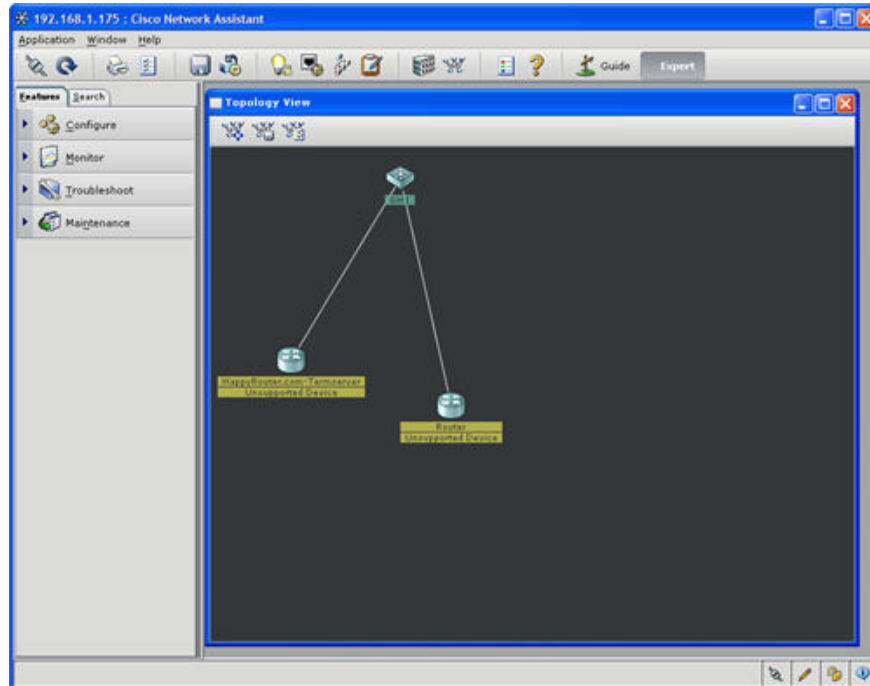 192.168.1.175 : Cisco Network Assistant
Application Window Help
Guide Expert
Features Search
Configure
Monitor
Troubleshoot
Maintenance
Topology View
HappyRouter.com-Termserver
Unsupported Device
Router
Unsupported Device